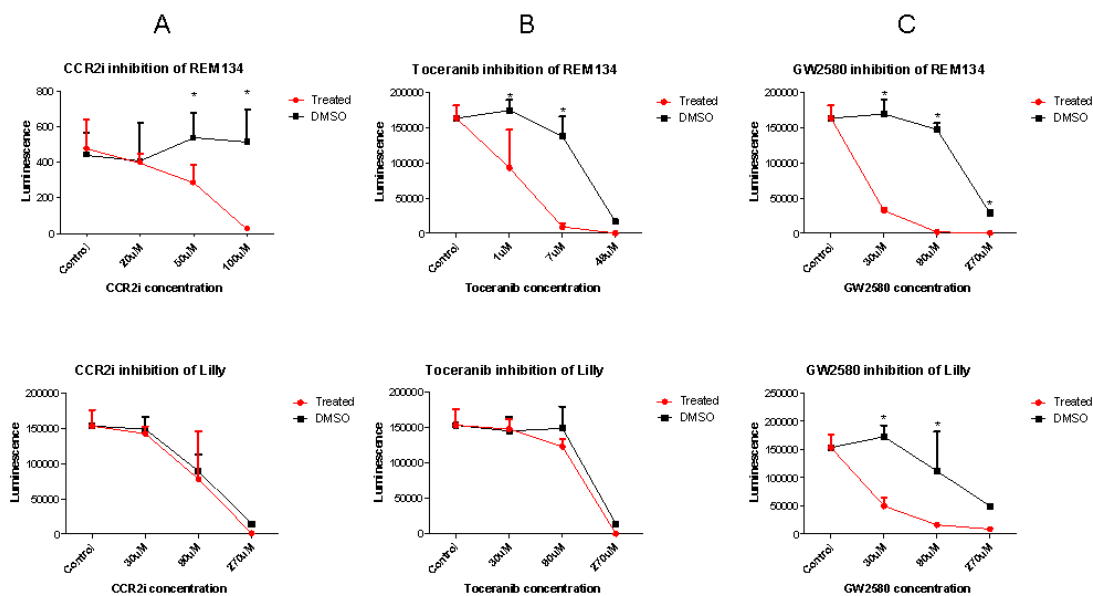 A B C
CCR2i inhibition of REM134
800
600
400
200
0
Luminescence
*
*
Treated
DMSO
Control
20uM
50uM
100uM
CCR2i concentration
Toceranib inhibition of REM134
200000
150000
100000
50000
0
Luminescence
*
*
Treated
DMSO
Control
1uM
7uM
48uM
Toceranib concentration
GW2580 inhibition of REM134
200000
150000
100000
50000
0
Luminescence
*
*
*
Treated
DMSO
Control
30uM
80uM
270uM
GW2580 concentration
CCR2i inhibition of Lilly
200000
150000
100000
50000
0
Luminescence
Treated
DMSO
Control
30uM
80uM
270uM
CCR2i concentration
Toceranib inhibition of Lilly
200000
150000
100000
50000
0
Luminescence
Treated
DMSO
Control
30uM
80uM
270uM
Toceranib concentration
GW2580 inhibition of Lilly
250000
200000
150000
100000
50000
0
Luminescence
*
*
Treated
DMSO
Control
30uM
80uM
270uM
GW2580 concentration